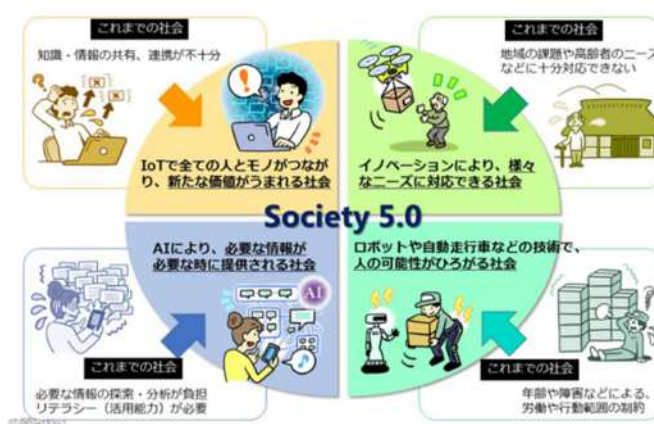 これまでの社会
知識・情報の共有、連携が不十分
IoTで全ての人とモノがつなが
り、新たな価値がうまれる社会
これまでの社会
地域の課題や高齢者のニーズ
などに十分対応できない
イノベーションにより、様々
なニーズに対応できる社会
Society 5.0
AIにより、必要な情報が
必要な時に提供される社会
AI
これまでの社会
必要な情報の探索・分析が負担
リテラシー（活用能力）が必要
ロボットや自動走行車などの技術で、
人の可能性がひろがる社会
これまでの社会
年齢や障害などによる、
労働や行動範囲の制約